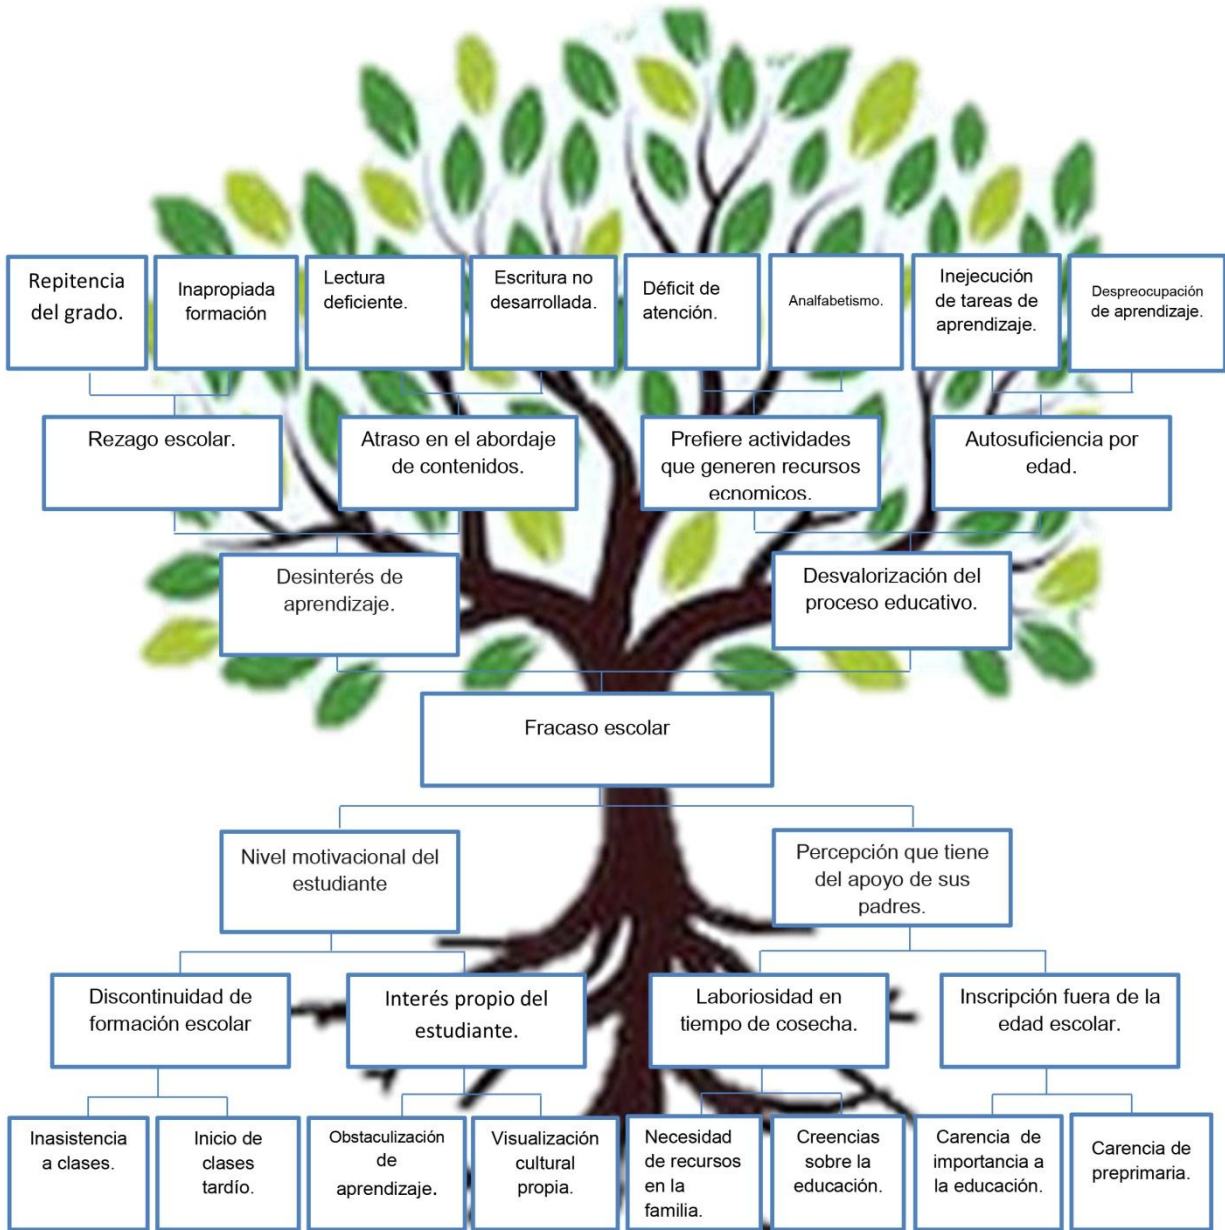 Repitencia
del grado.
Inapropiada
formación
Lectura
deficiente.
Escritura no
desarrollada.
Déficit de
atención.
Analfabetismo.
Inejecución
de tareas de
aprendizaje.
Despreocupación
de aprendizaje.
Rezago escolar.
Atraso en el abordaje
de contenidos.
Prefiere actividades
que generen recursos
ecnomicos.
Autosuficiencia por
edad.
Desinterés de
aprendizaje.
Desvalorización del
proceso educativo.
Fracaso escolar
Nivel motivacional del
estudiante
Percepción que tiene
del apoyo de sus
padres.
Discontinuidad de
formación escolar
Interés propio del
estudiante.
Laboriosidad en
tiempo de cosecha.
Inscripción fuera de la
edad escolar.
Inasistencia
a clases.
Inicio de
clases
tardío.
Obstaculización
de
aprendizaje.
Visualización
cultural
propia.
Necesidad
de recursos
en la
familia.
Creencias
sobre la
educación.
Carencia de
importancia a
la educación.
Carencia de
preprimaria.